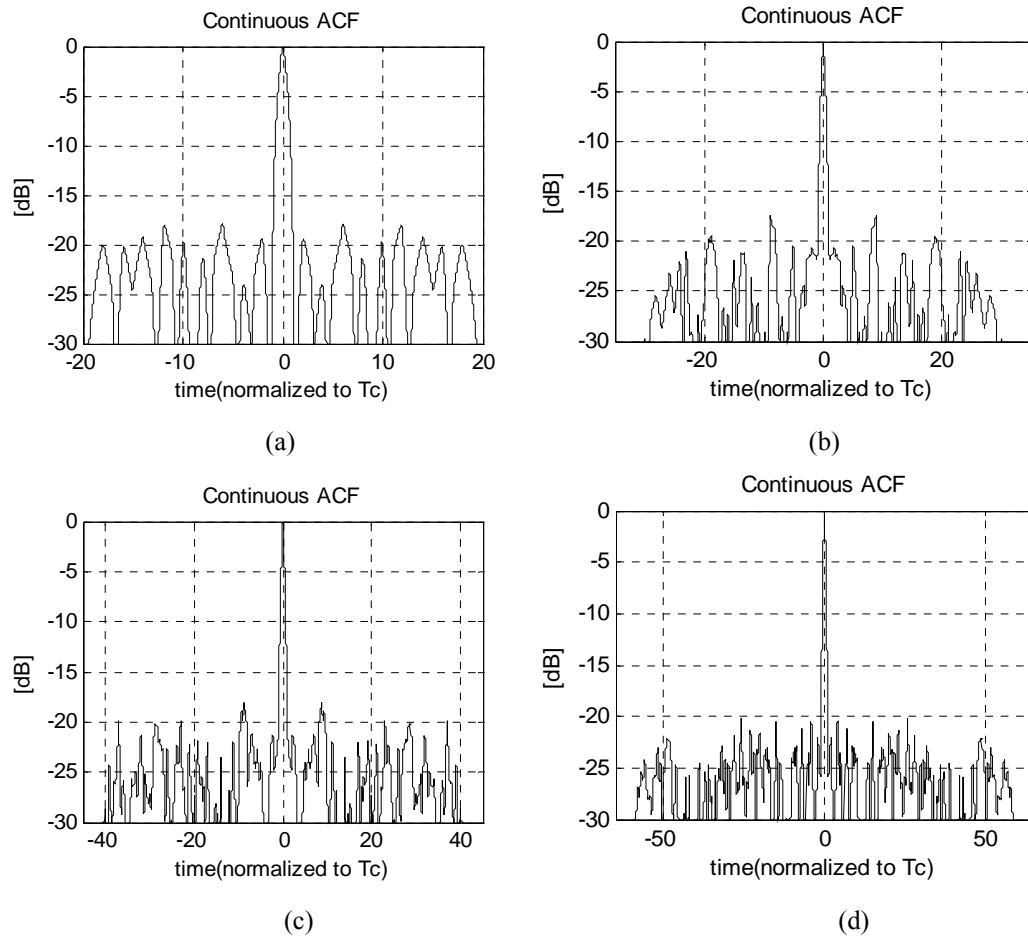 Continuous ACF
0
-5
-10
-15
-20
-25
-30
[dB]
-20 -10 0 10 20
time(normalized to Tc)
(a)
Continuous ACF
0
-5
-10
-15
-20
-25
-30
[dB]
-20 0 20
time(normalized to Tc)
(b)
Continuous ACF
0
-5
-10
-15
-20
-25
-30
[dB]
-40 -20 0 20 40
time(normalized to Tc)
(c)
Continuous ACF
0
-5
-10
-15
-20
-25
-30
[dB]
-50 0 50
time(normalized to Tc)
(d)